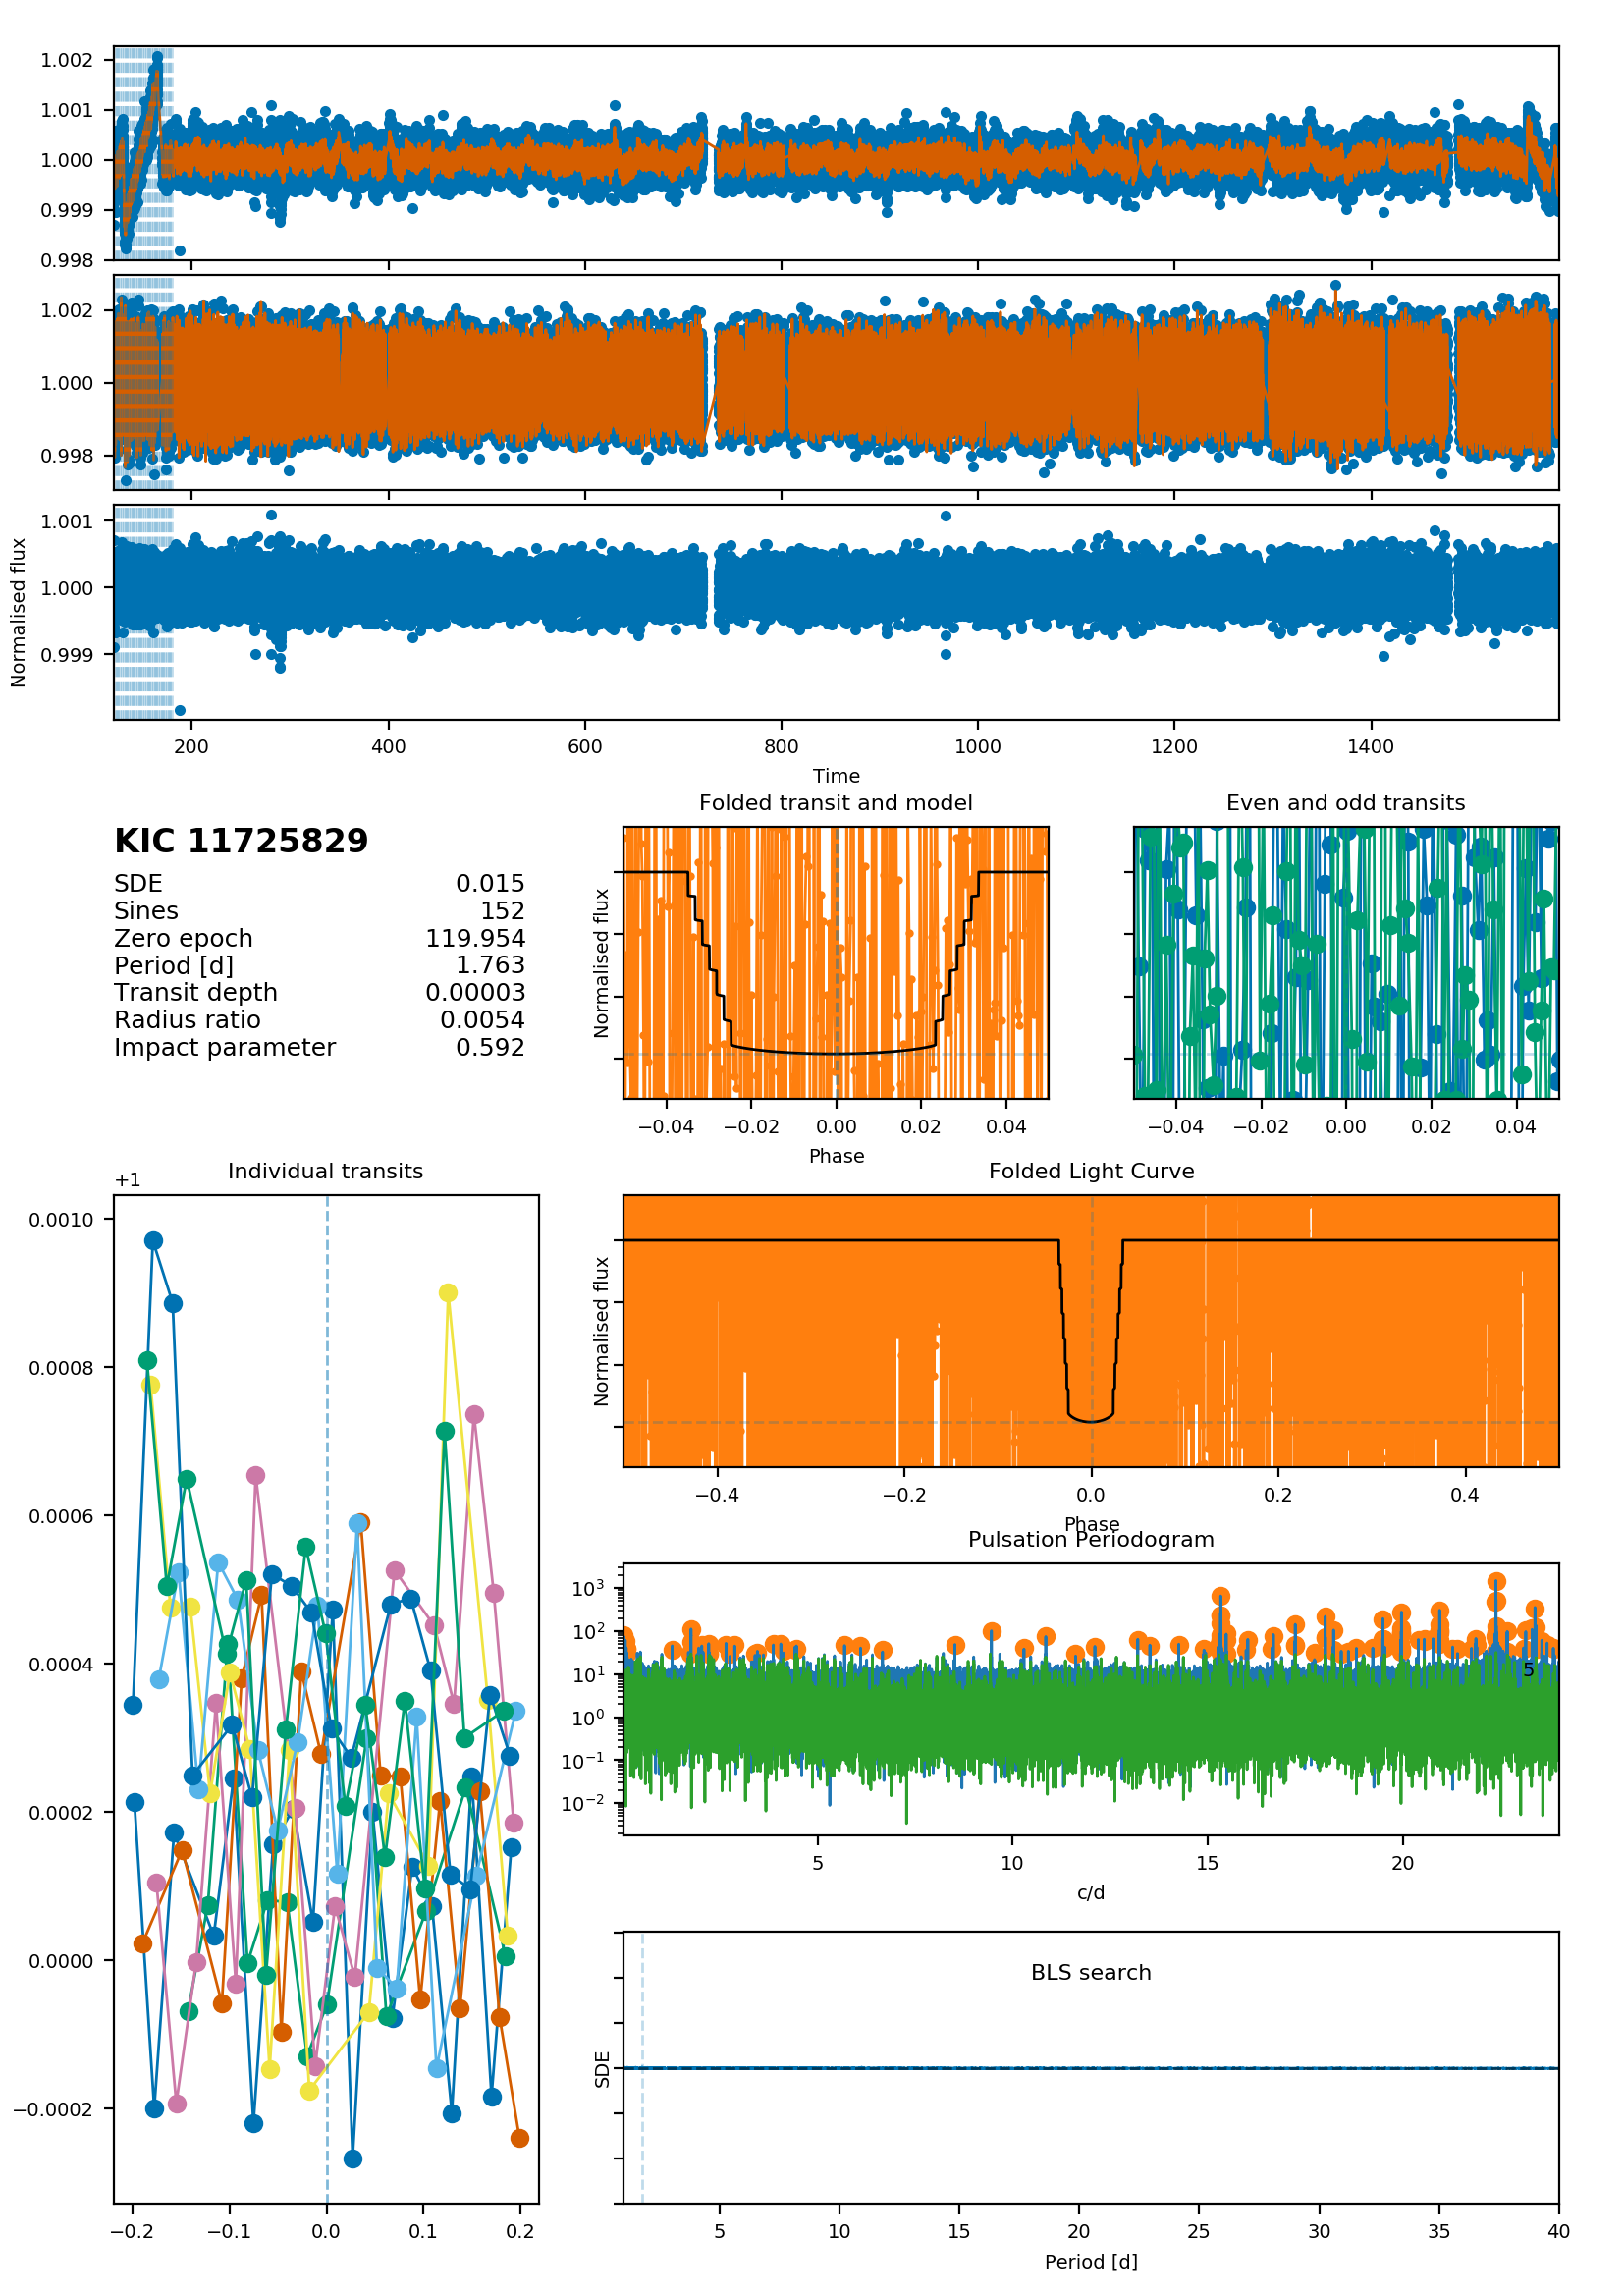 1.002
1.001
1.000
0.999
0.998
1.002
1.000
0.998
1.001
1.000
0.999
Normalised flux
200 400 600 800 1000 1200 1400
Time
KIC 11725829
SDE 0.015
Sines 152
Zero epoch 119.954
Period [d] 1.763
Transit depth 0.00003
Radius ratio 0.0054
Impact parameter 0.592
Folded transit and model
Normalised flux
−0.04 −0.02 0.00 0.02 0.04
Phase
Even and odd transits
−0.04 −0.02 0.00 0.02 0.04
Individual transits
+1
0.0010
0.0008
0.0006
0.0004
0.0002
0.0000
−0.0002
−0.2 −0.1 0.0 0.1 0.2
Folded Light Curve
Normalised flux
−0.4 −0.2 0.0 0.2 0.4
Phase
Pulsation Periodogram
10³
10²
10¹
10⁰
10⁻¹
10⁻²
5
5 10 15 20
c/d
BLS search
SDE
5 10 15 20 25 30 35 40
Period [d]